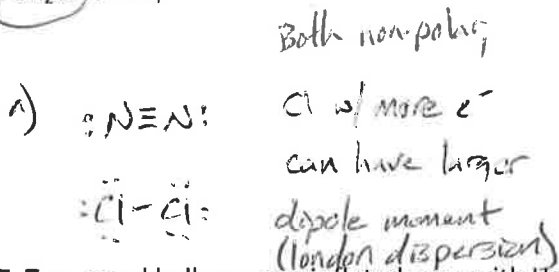 Both non-polar,
a) :N≡N: Cl w/ more e⁻
can have larger
:Cl-Cl: dipole moment
(london dispersion)